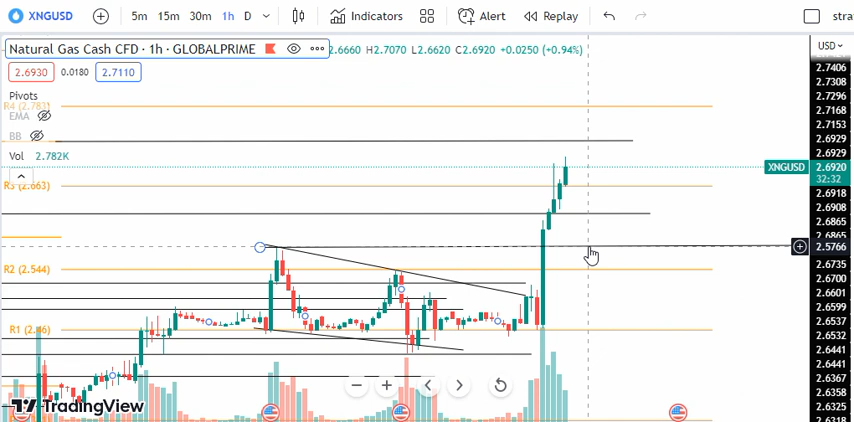 XNGUSD 5m 15m 30m 1h D Indicators Alert Replay stra
Natural Gas Cash CFD · 1h · GLOBALPRIME 2.6660 H2.7070 L2.6620 C2.6920 +0.0250 (+0.94%) USD
2.6930 0.0180 2.7110
2.7406
2.7308
Pivots
2.7296
R4 (2.783)
2.7168
EMA
2.7153
BB
2.6929
2.6929
Vol 2.782K
XNGUSD 2.6920
32:32
R3 (2.663)
2.6918
2.6908
2.6865
2.6865
2.5766
2.6735
R2 (2.544)
2.6700
2.6601
2.6599
2.6537
R1 (2.46)
2.6532
2.6441
2.6367
2.6357
TradingView
2.6325
2.6318